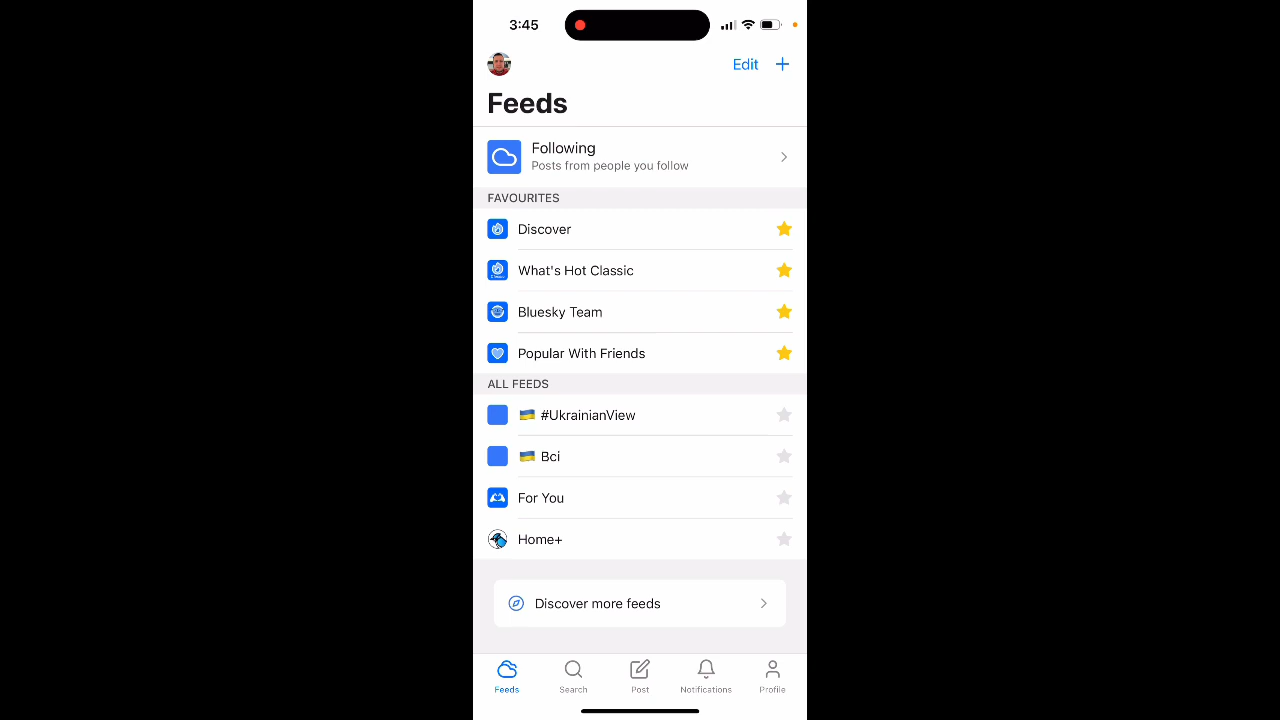 3:45
Edit +
Feeds
Following
Posts from people you follow
FAVOURITES
Discover
What's Hot Classic
Bluesky Team
Popular With Friends
ALL FEEDS
🇺🇦 #UkrainianView
🇺🇦 Всі
For You
Home+
Discover more feeds
Feeds Search Post Notifications Profile